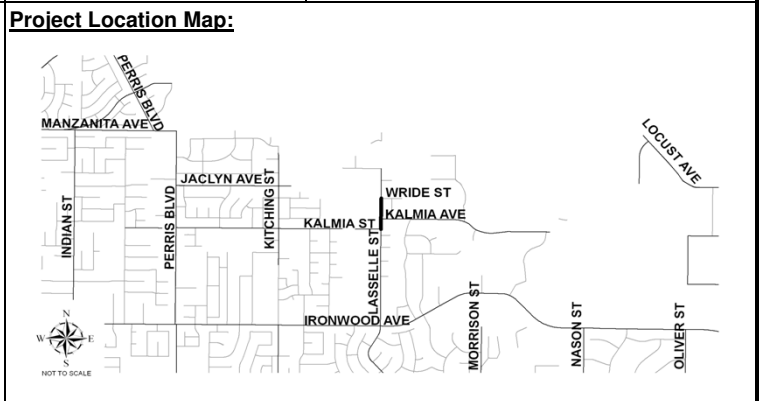 Project Location Map:
PERRIS BLVD
MANZANITA AVE
LOCUST AVE
JACLYN AVE
KITCHING ST
WRIDE ST
INDIAN ST
PERRIS BLVD
KALMIA ST
KALMIA AVE
LASSELLE ST
IRONWOOD AVE
MORRISON ST
NASON ST
OLIVER ST
N
W
E
S
NOT TO SCALE